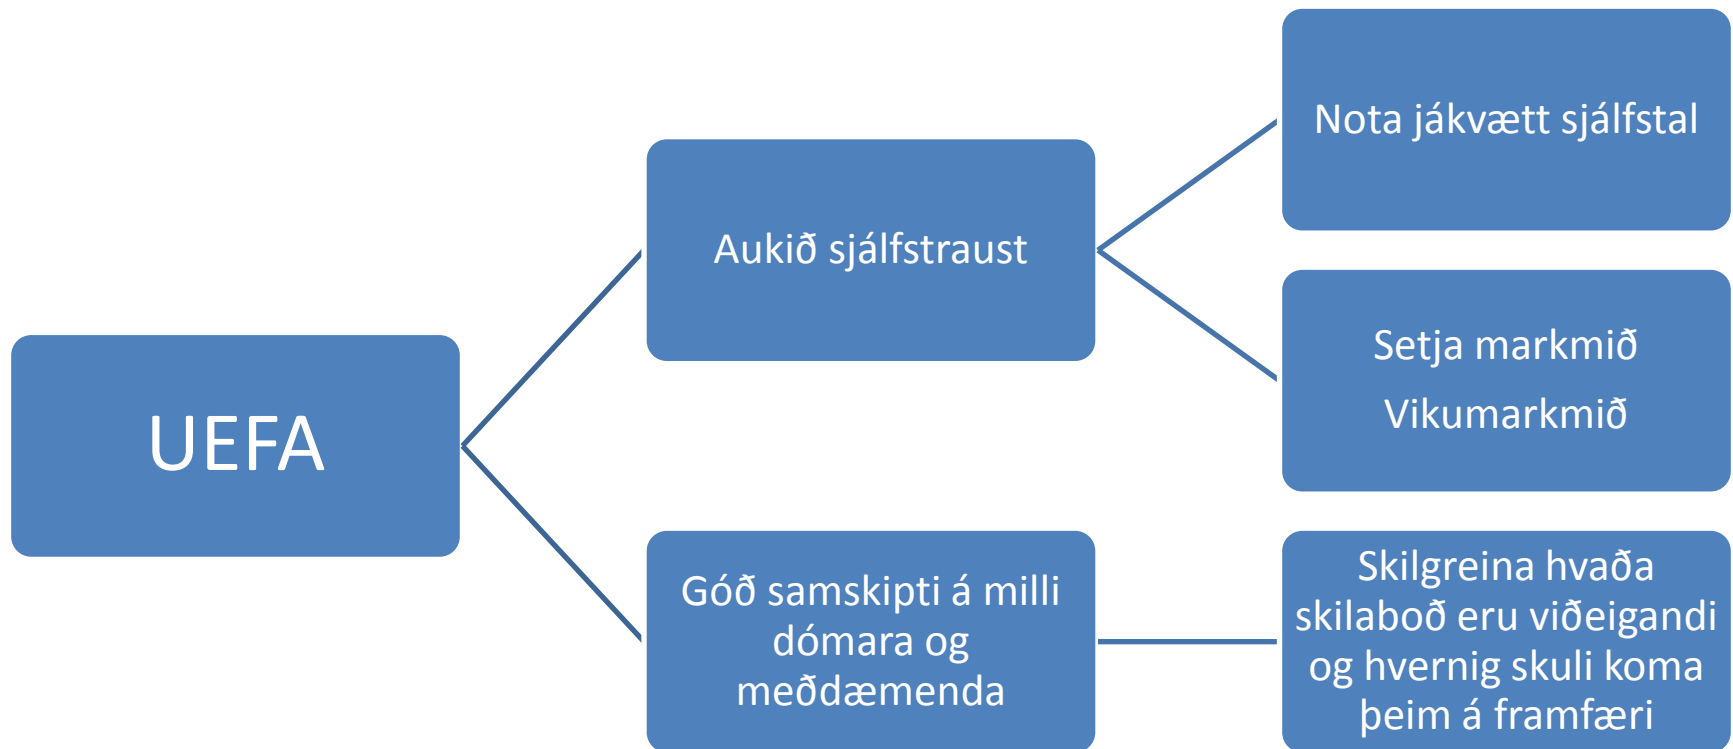 UEFA
Aukið sjálfstraust
Nota jákvætt sjálfstal
Setja markmið
Vikumarkmið
Góð samskipti á milli
dómara og
meðdæmenda
Skilgreina hvaða
skilaboð eru viðeigandi
og hvernig skuli koma
þeim á framfæri